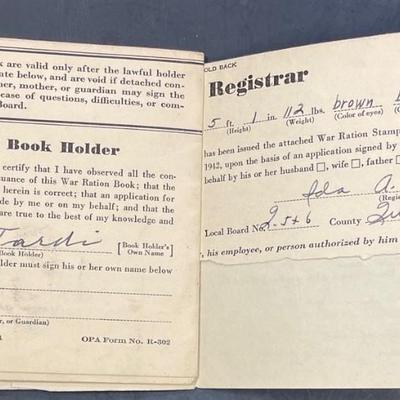 k are valid only after the lawful holder
ate below, and are void if detached con-
er, mother, or guardian may sign the
case of questions, difficulties, or com-
Board.
Book Holder
certify that I have observed all the con-
suance of this War Ration Book; that the
herein is correct; that an application for
de by me or on my behalf; and that the
are true to the best of my knowledge and
Tardi
[Book Holder's
Own Name]
Book Holder)
older must sign his or her own name below
r, or Guardian)
OPA Form No. R-302
OLD BACK
Registrar
5 ft. 1 in. 112 lbs. brown
(Height) (Weight) (Color of eyes)
has been issued the attached War Ration Stamp
1942, upon the basis of an application signed by
behalf by his or her husband □, wife □, father
Ida A.
Local Board No. 2-5+6 County
, his employee, or person authorized by him